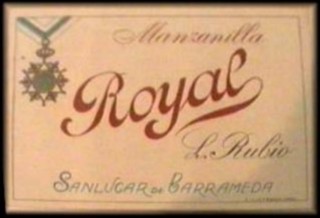 Manzanilla
Royal
L. Rubio
SANLUCAR DE BARRAMEDA